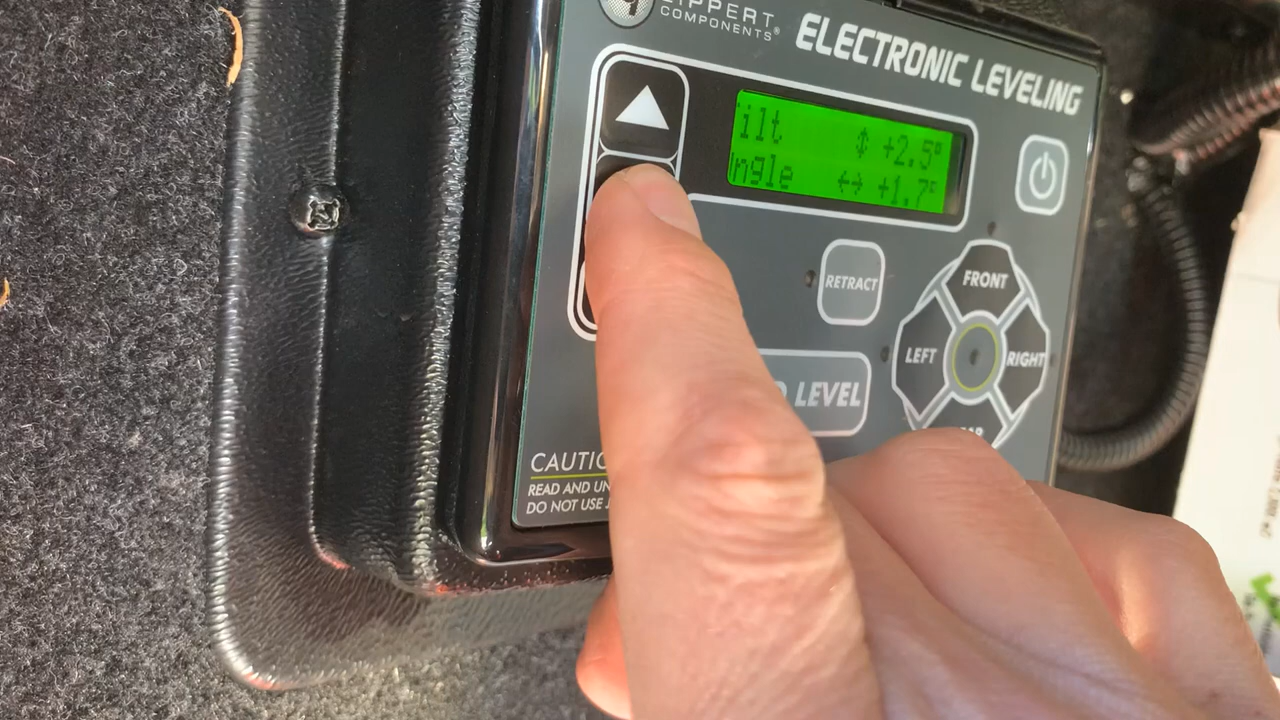 LIPPERT
COMPONENTS®
ELECTRONIC LEVELING
ilt ↕ +2.5°
ngle ↔ +1.7°
RETRACT
FRONT
LEFT
RIGHT
LEVEL
CAUTIO
READ AND UN
DO NOT USE